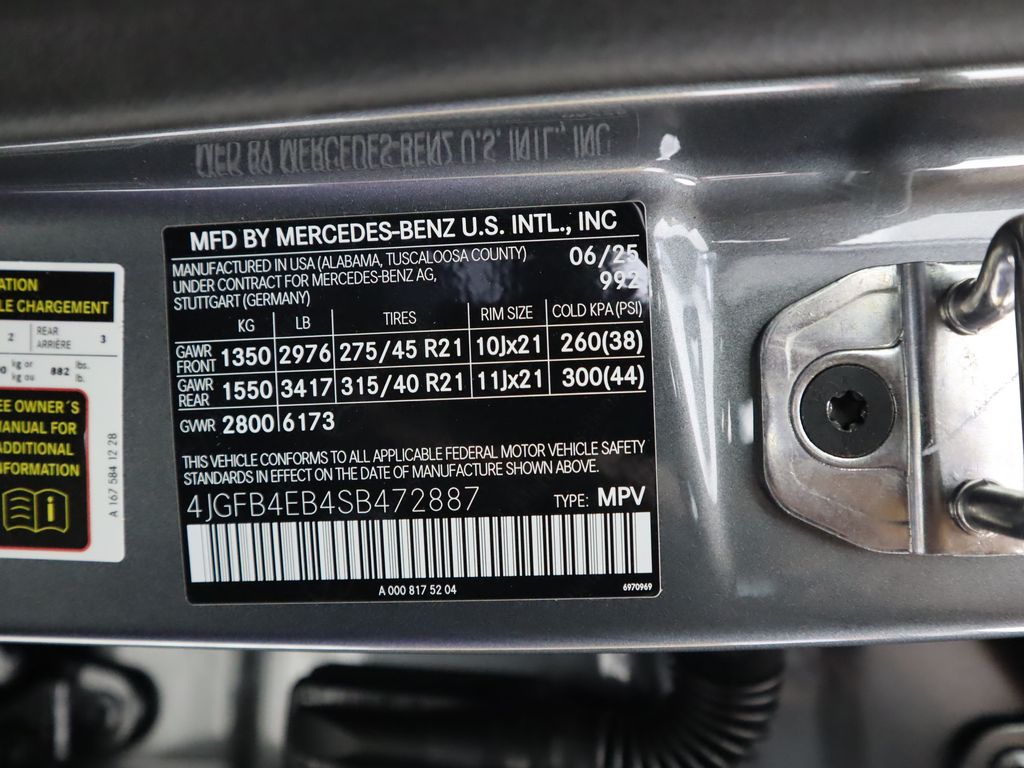 MFD BY MERCEDES-BENZ U.S. INTL., INC
MFD BY MERCEDES-BENZ U.S. INTL., INC
MANUFACTURED IN USA (ALABAMA, TUSCALOOSA COUNTY) 06/25
UNDER CONTRACT FOR MERCEDES-BENZ AG, 992
STUTTGART (GERMANY)
KG LB TIRES RIM SIZE COLD KPA (PSI)
GAWR FRONT 1350 2976 275/45 R21 10Jx21 260(38)
GAWR REAR 1550 3417 315/40 R21 11Jx21 300(44)
GVWR 2800 6173
THIS VEHICLE CONFORMS TO ALL APPLICABLE FEDERAL MOTOR VEHICLE SAFETY
STANDARDS IN EFFECT ON THE DATE OF MANUFACTURE SHOWN ABOVE.
4JGFB4EB4SB472887 TYPE: MPV
A 000 817 52 04 6970969
CHARGEMENT
2 REAR 3
ARRIÈRE
kg or 882 lbs.
kg ou lb.
OWNER´S
MANUAL FOR
ADDITIONAL
INFORMATION
A 167 584 12 28